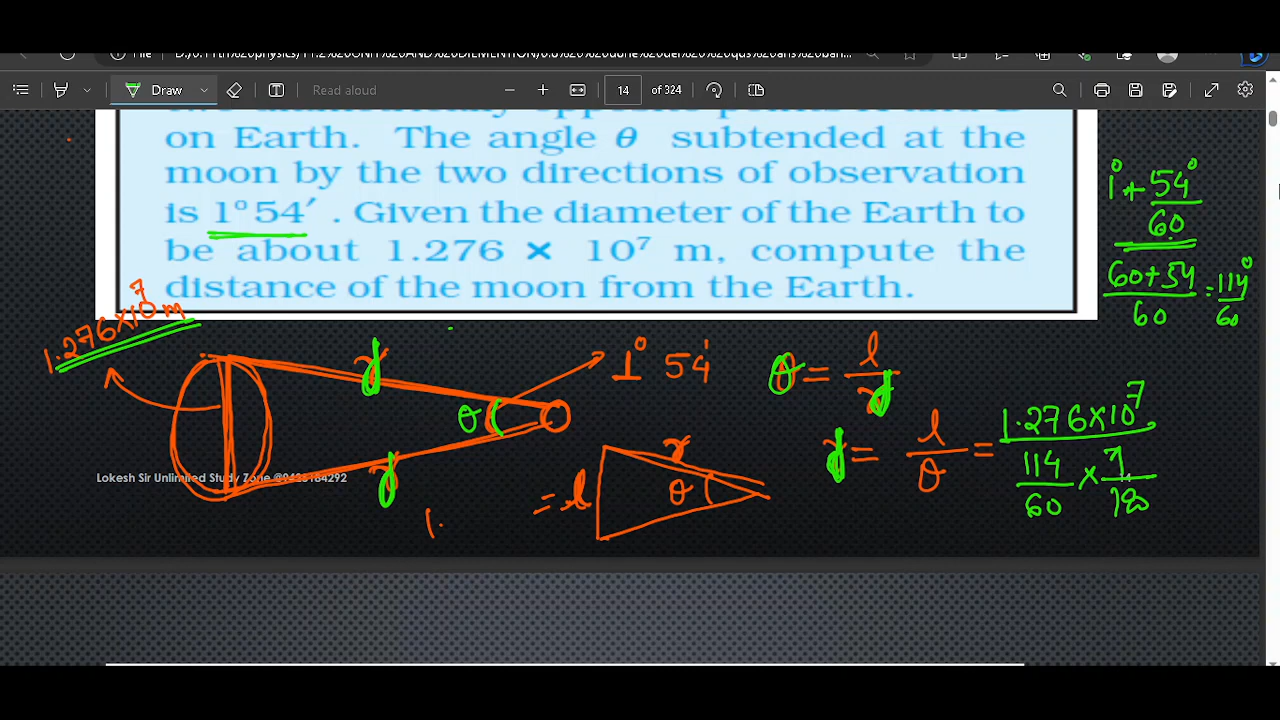 Draw
Read aloud
14 of 324
on Earth. The angle θ subtended at the
moon by the two directions of observation
is 1° 54′ . Given the diameter of the Earth to
be about 1.276 × 10⁷ m, compute the
distance of the moon from the Earth.
1° + 54°/60
60+54/60 = 114°/60
1.276×10⁷ m
d
θ
1° 54'
θ = l/d
d = l/θ = 1.276×10⁷ / 114/60 × π/180
d
Lokesh Sir Unlimited Study Zone @9425184292
= l
r
θ
1.